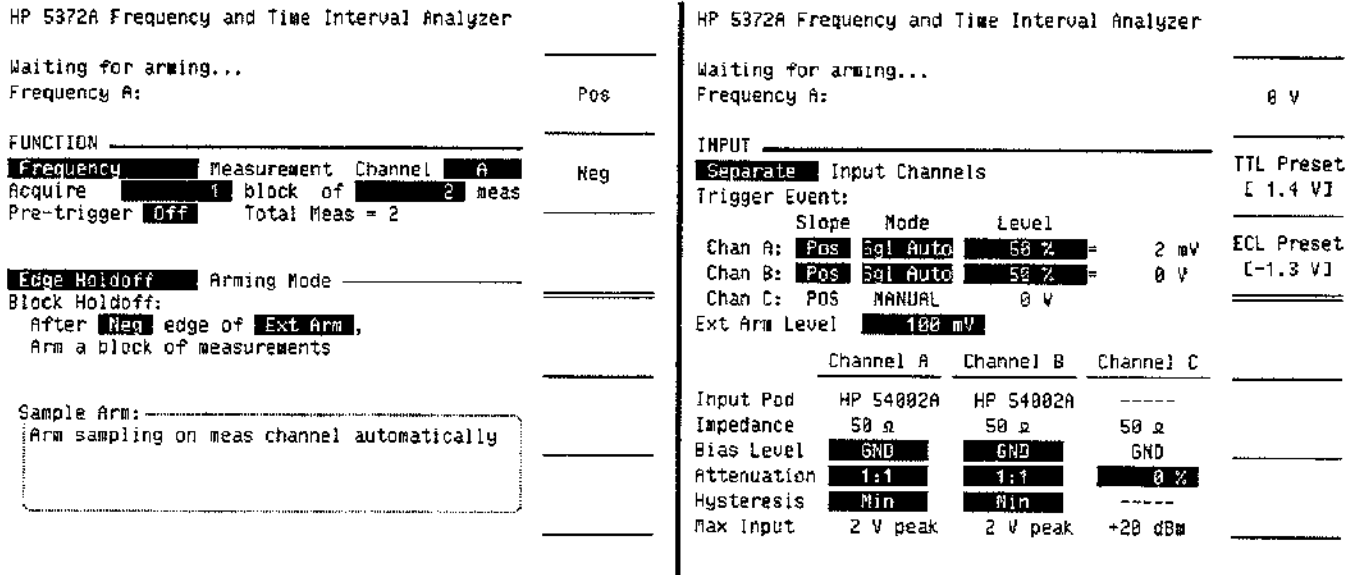 HP 5372A Frequency and Time Interval Analyzer
Waiting for arming...
Frequency A:
Pos
FUNCTION
Frequency Measurement Channel A
Neg
Acquire 1 block of 2 meas
Pre-trigger Off Total Meas = 2
Edge Holdoff Arming Mode
Block Holdoff:
After Neg edge of Ext Arm,
Arm a block of measurements
Sample Arm:
Arm sampling on meas channel automatically
HP 5372A Frequency and Time Interval Analyzer
Waiting for arming...
Frequency A:
0 V
INPUT
Separate Input Channels
TTL Preset
[ 1.4 V]
Trigger Event:
Slope Mode Level
Chan A: Pos Sgl Auto 50 % = 2 mV
ECL Preset
[-1.3 V]
Chan B: Pos Sgl Auto 50 % = 0 V
Chan C: POS MANUAL 0 V
Ext Arm Level 100 mV
Channel A Channel B Channel C
Input Pod HP 54002A HP 54002A -----
Impedance 50 Ω 50 Ω 50 Ω
Bias Level GND GND GND
Attenuation 1:1 1:1 0 %
Hysteresis Min Min -----
Max Input 2 V peak 2 V peak +20 dBm